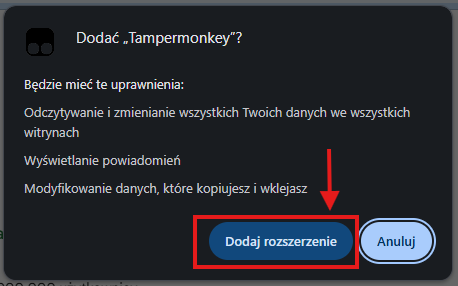 Dodać „Tampermonkey”?
Będzie mieć te uprawnienia:
Odczytywanie i zmienianie wszystkich Twoich danych we wszystkich
witrynach
Wyświetlanie powiadomień
Modyfikowanie danych, które kopiujesz i wklejasz
Dodaj rozszerzenie
Anuluj